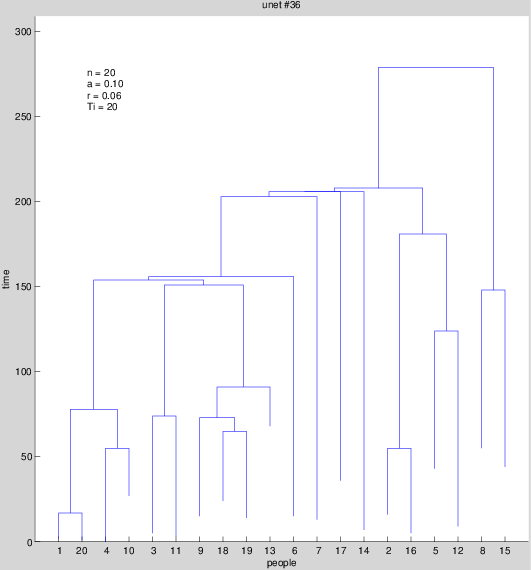 unet #36
300
n = 20
a = 0.10
r = 0.06
Ti = 20
250
200
time
150
100
50
0
1 20 4 10 3 11 9 18 19 13 6 7 17 14 2 16 5 12 8 15
people